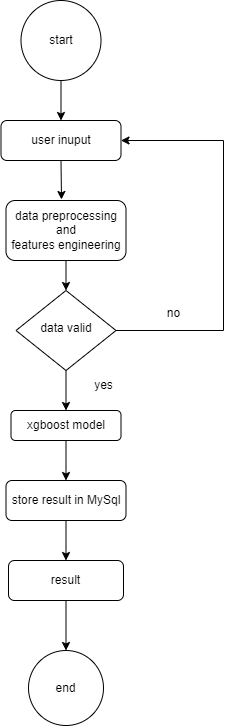 start
user inuput
data preprocessing
and
features engineering
data valid
no
yes
xgboost model
store result in MySql
result
end